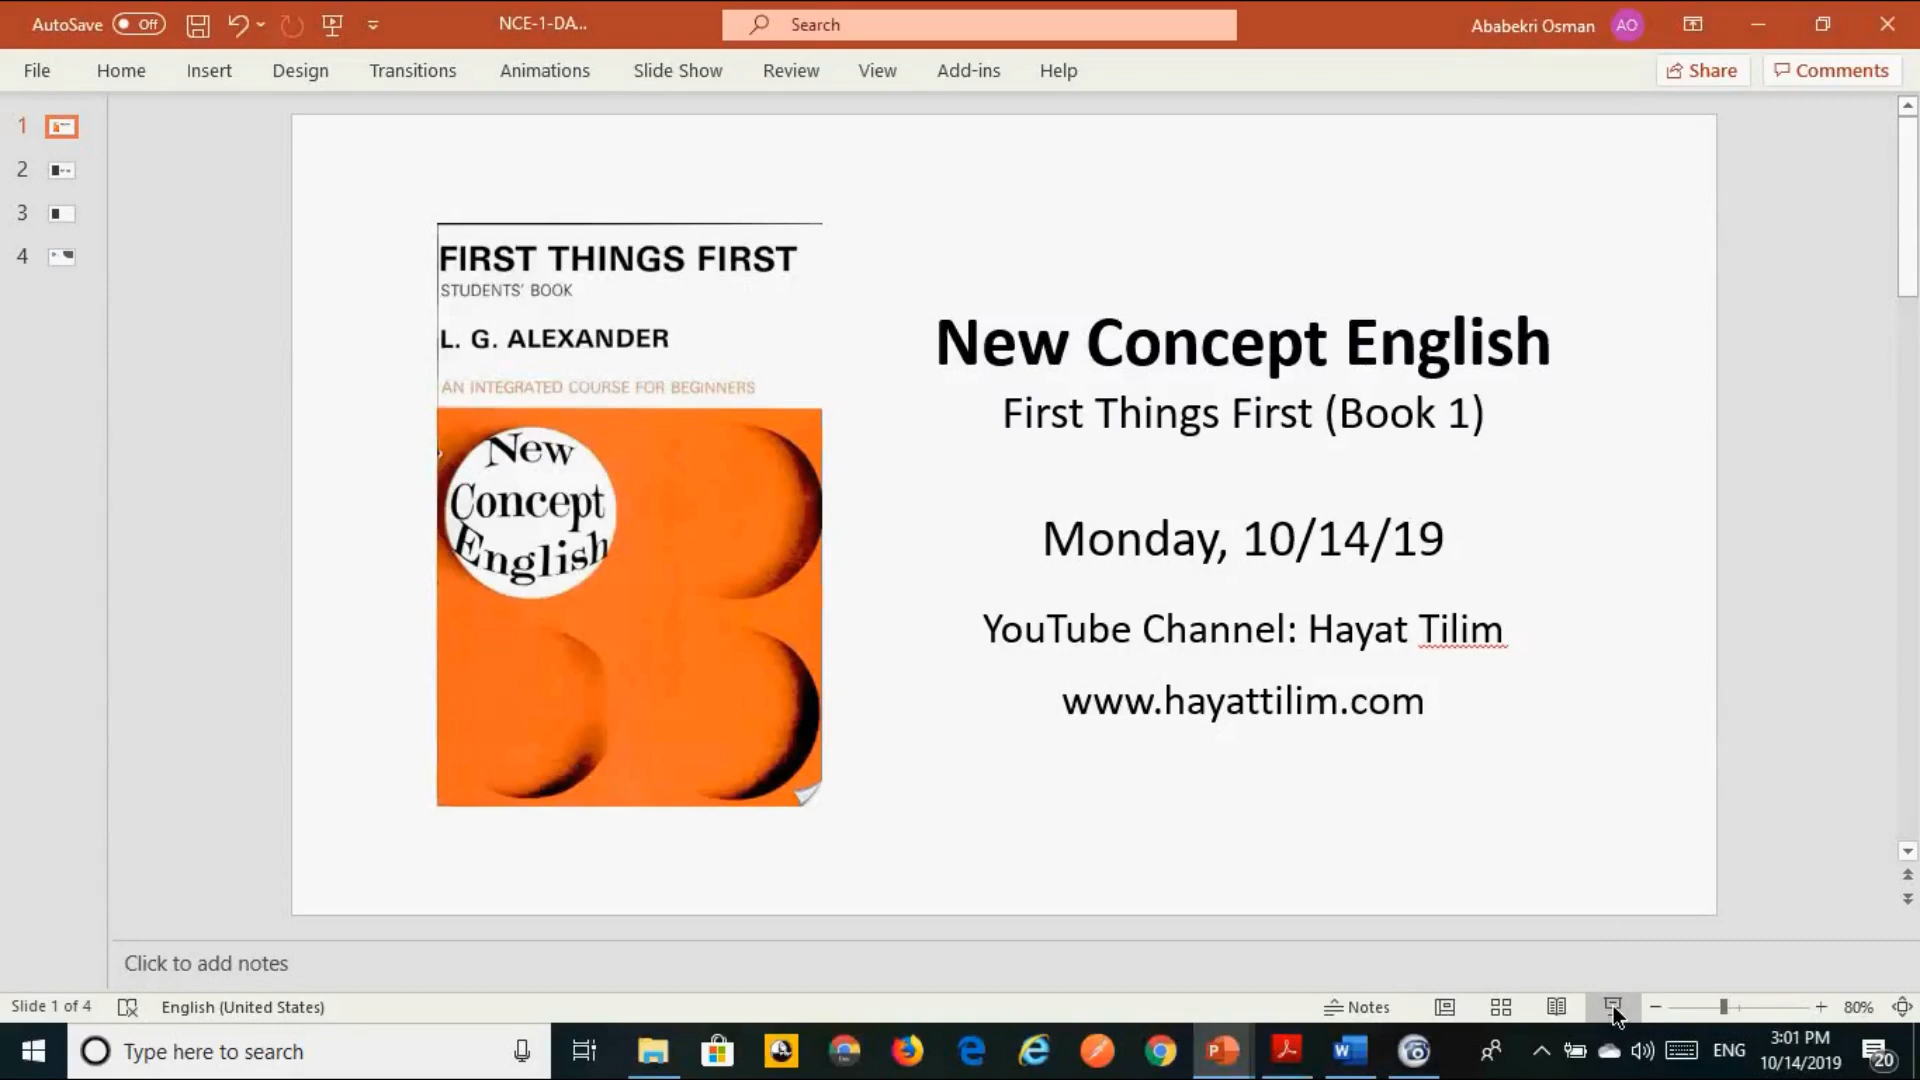 AutoSave Off NCE-1-DA... Search Ababekri Osman AO
File Home Insert Design Transitions Animations Slide Show Review View Add-ins Help Share Comments
1
2
3
4
FIRST THINGS FIRST
STUDENTS' BOOK
L. G. ALEXANDER
AN INTEGRATED COURSE FOR BEGINNERS
New
Concept
English
New Concept English
First Things First (Book 1)
Monday, 10/14/19
YouTube Channel: Hayat Tilim
www.hayattilim.com
Click to add notes
Slide 1 of 4 English (United States) Notes 80%
Type here to search ENG 3:01 PM
10/14/2019 20